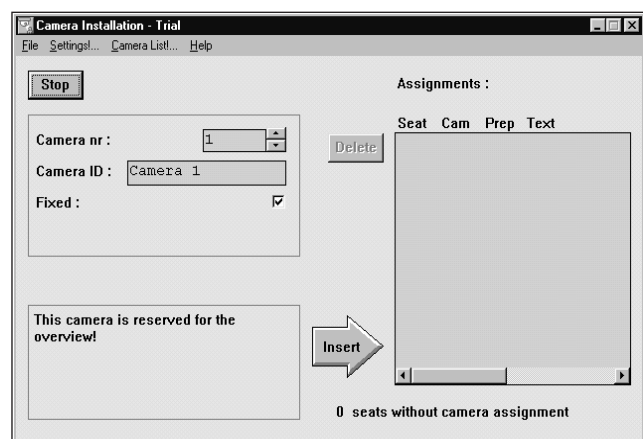 Camera Installation - Trial
File Settings!... Camera List!... Help
Stop
Assignments :
Seat Cam Prep Text
Camera nr : 1
Delete
Camera ID : Camera 1
Fixed :
This camera is reserved for the
overview!
Insert
0 seats without camera assignment